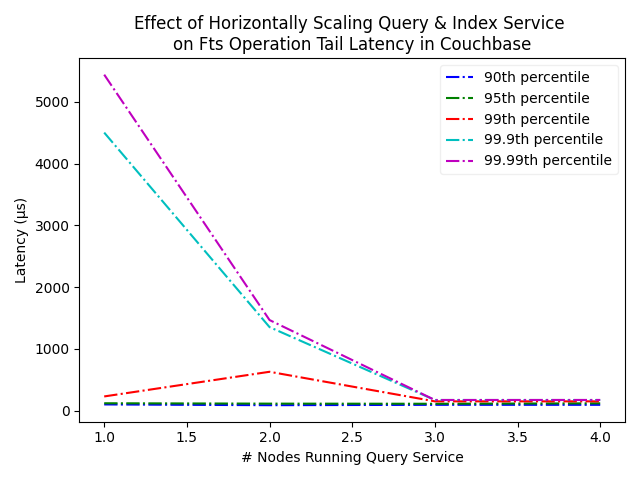 Effect of Horizontally Scaling Query & Index Service
on Fts Operation Tail Latency in Couchbase
90th percentile
95th percentile
99th percentile
99.9th percentile
99.99th percentile
Latency (µs)
5000
4000
3000
2000
1000
0
1.0 1.5 2.0 2.5 3.0 3.5 4.0
# Nodes Running Query Service